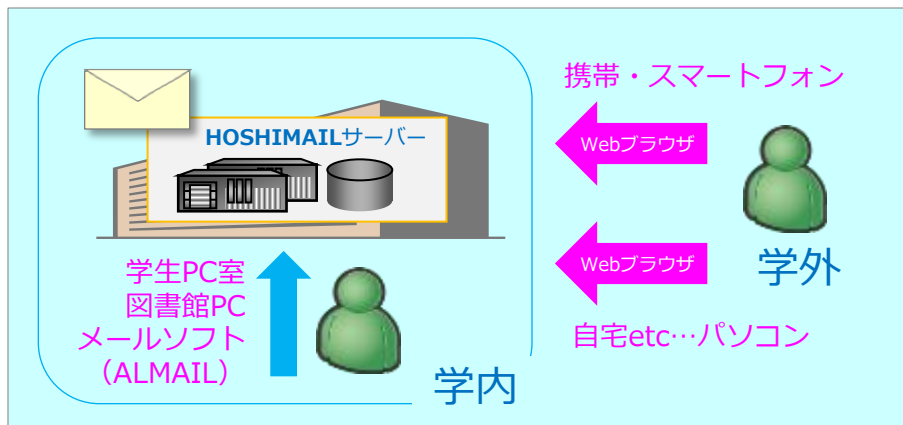 携帯・スマートフォン
HOSHIMAILサーバー
Webブラウザ
Webブラウザ
学外
学生PC室
図書館PC
メールソフト
（ALMAIL）
自宅etc…パソコン
学内